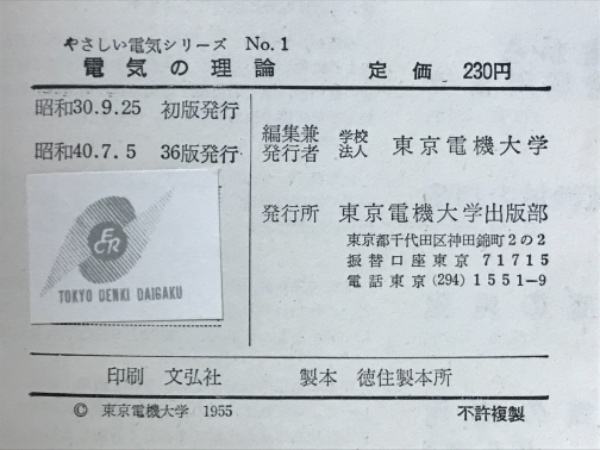 やさしい電気シリーズ No.1
電気の理論 定価 230円
昭和30.9.25 初版発行
昭和40.7.5 36版発行
編集兼発行者 学校法人 東京電機大学
発行所 東京電機大学出版部
東京都千代田区神田錦町2の2
振替口座東京 71715
電話東京(294)1551-9
ECR
TOKYO DENKI DAIGAKU
印刷 文弘社 製本 徳住製本所
© 東京電機大学 1955 不許複製